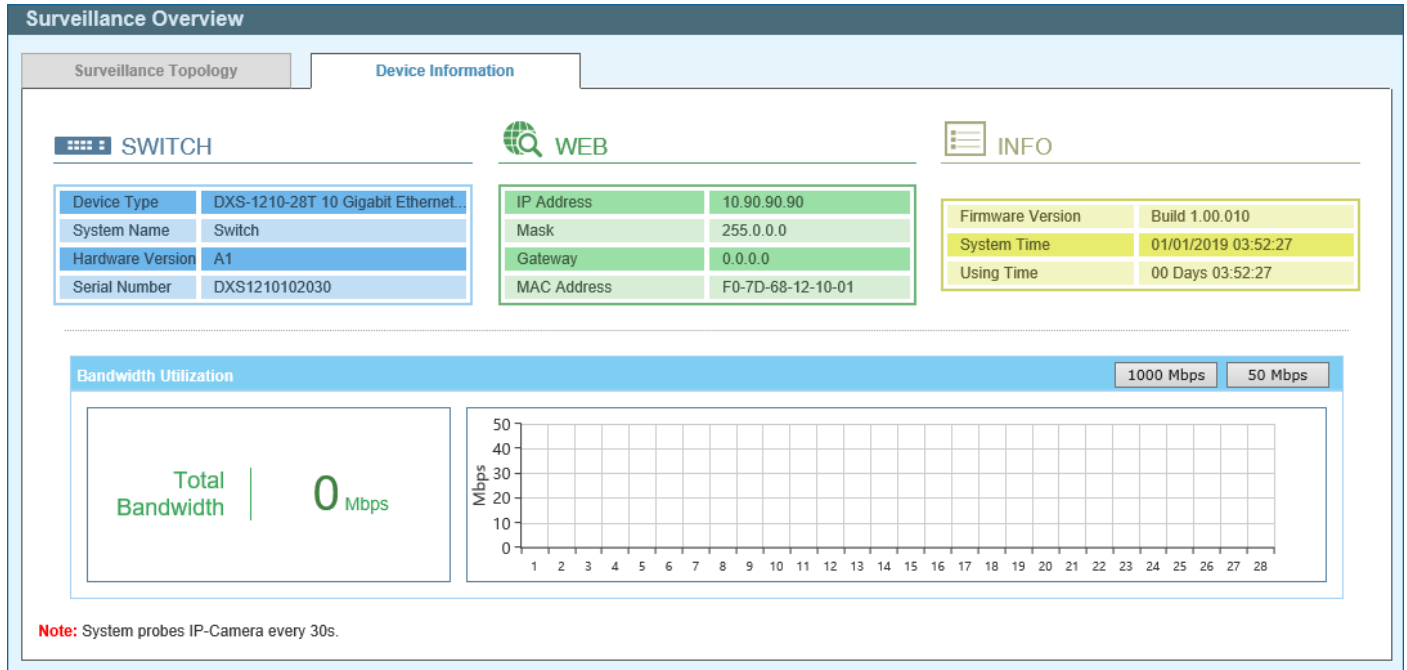 Surveillance Overview
Surveillance Topology
Device Information
SWITCH
Device Type DXS-1210-28T 10 Gigabit Ethernet...
System Name Switch
Hardware Version A1
Serial Number DXS1210102030
WEB
IP Address 10.90.90.90
Mask 255.0.0.0
Gateway 0.0.0.0
MAC Address F0-7D-68-12-10-01
INFO
Firmware Version Build 1.00.010
System Time 01/01/2019 03:52:27
Using Time 00 Days 03:52:27
Bandwidth Utilization
1000 Mbps
50 Mbps
Total
Bandwidth
0 Mbps
Mbps
50
40
30
20
10
0
1 2 3 4 5 6 7 8 9 10 11 12 13 14 15 16 17 18 19 20 21 22 23 24 25 26 27 28
Note: System probes IP-Camera every 30s.